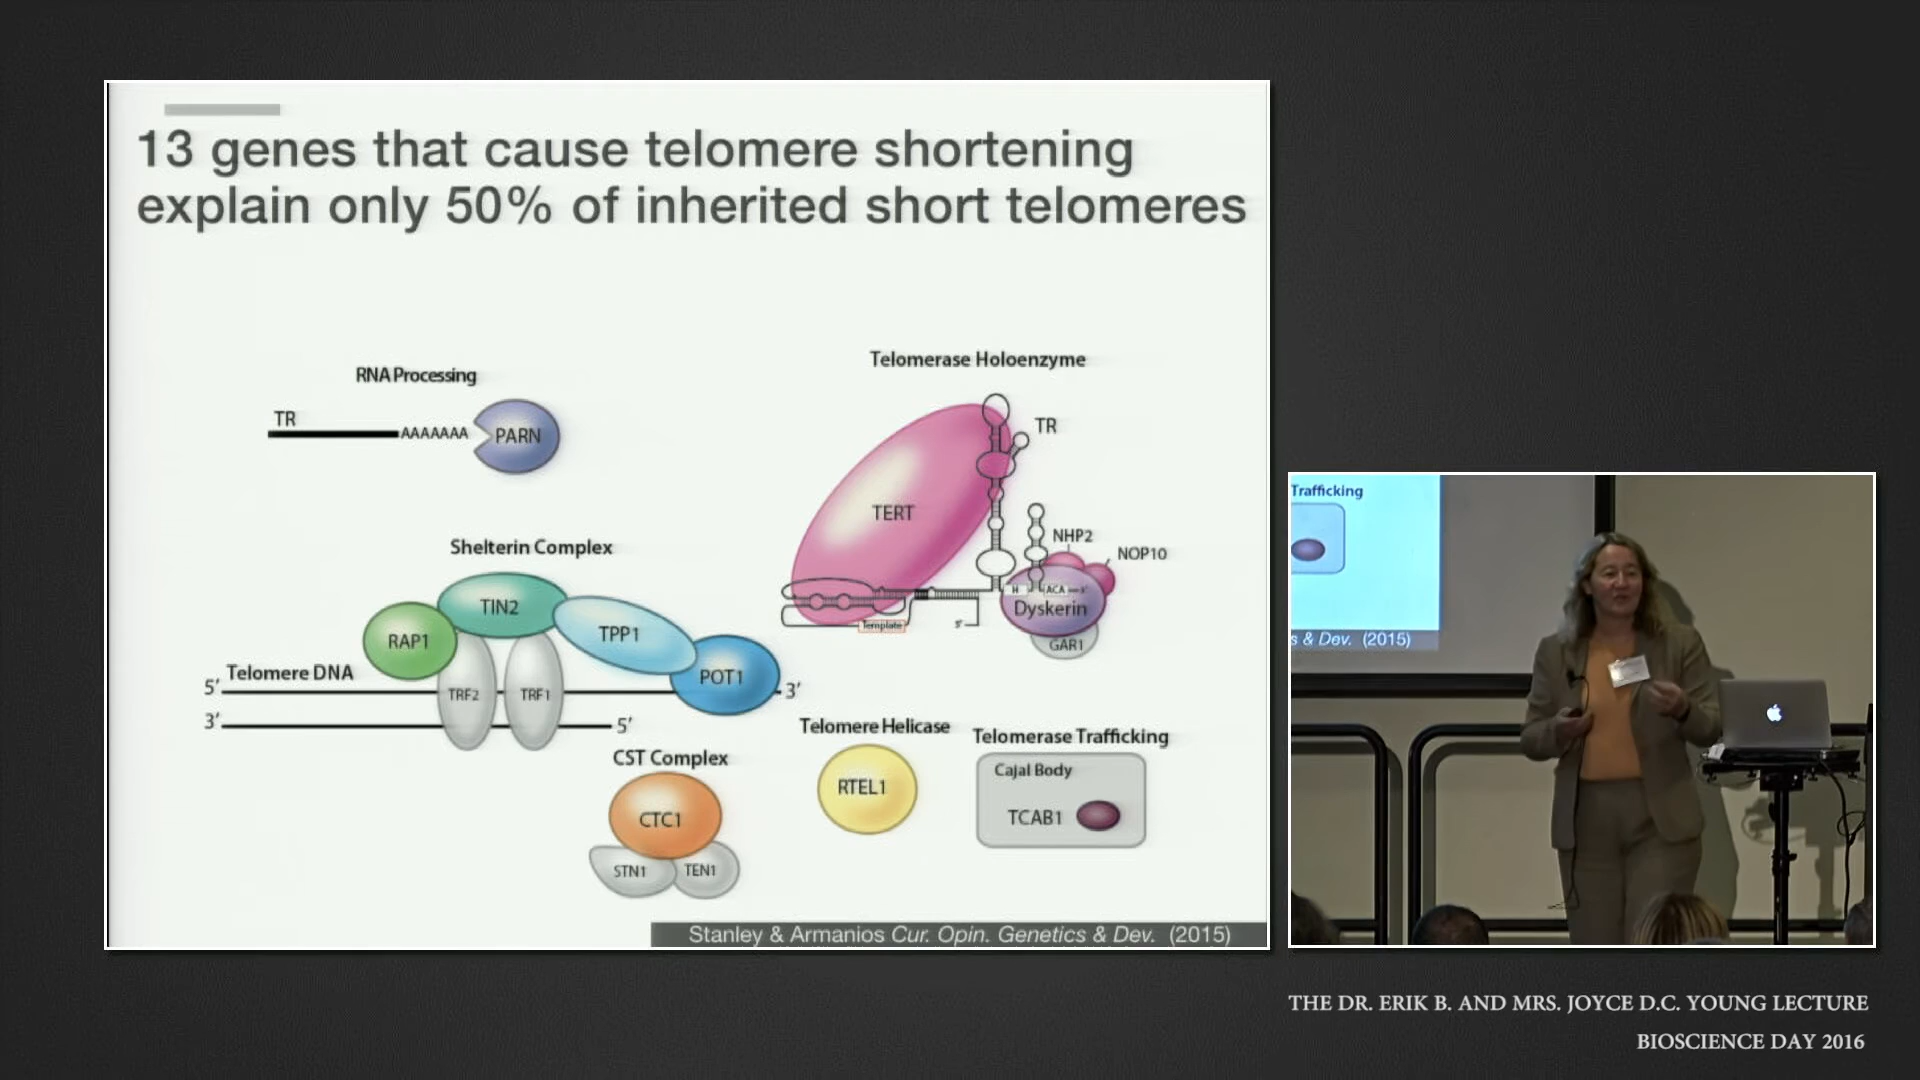 13 genes that cause telomere shortening
explain only 50% of inherited short telomeres
RNA Processing
TR
AAAAAAA
PARN
Telomerase Holoenzyme
TR
TERT
NHP2
NOP10
H
ACA
3'
Dyskerin
GAR1
Template
5'
Shelterin Complex
TIN2
RAP1
TPP1
POT1
Telomere DNA
5'
3'
TRF2
TRF1
3'
5'
CST Complex
CTC1
STN1
TEN1
Telomere Helicase
RTEL1
Telomerase Trafficking
Cajal Body
TCAB1
Stanley & Armanios Cur. Opin. Genetics & Dev. (2015)
Trafficking
s & Dev. (2015)
THE DR. ERIK B. AND MRS. JOYCE D.C. YOUNG LECTURE
BIOSCIENCE DAY 2016